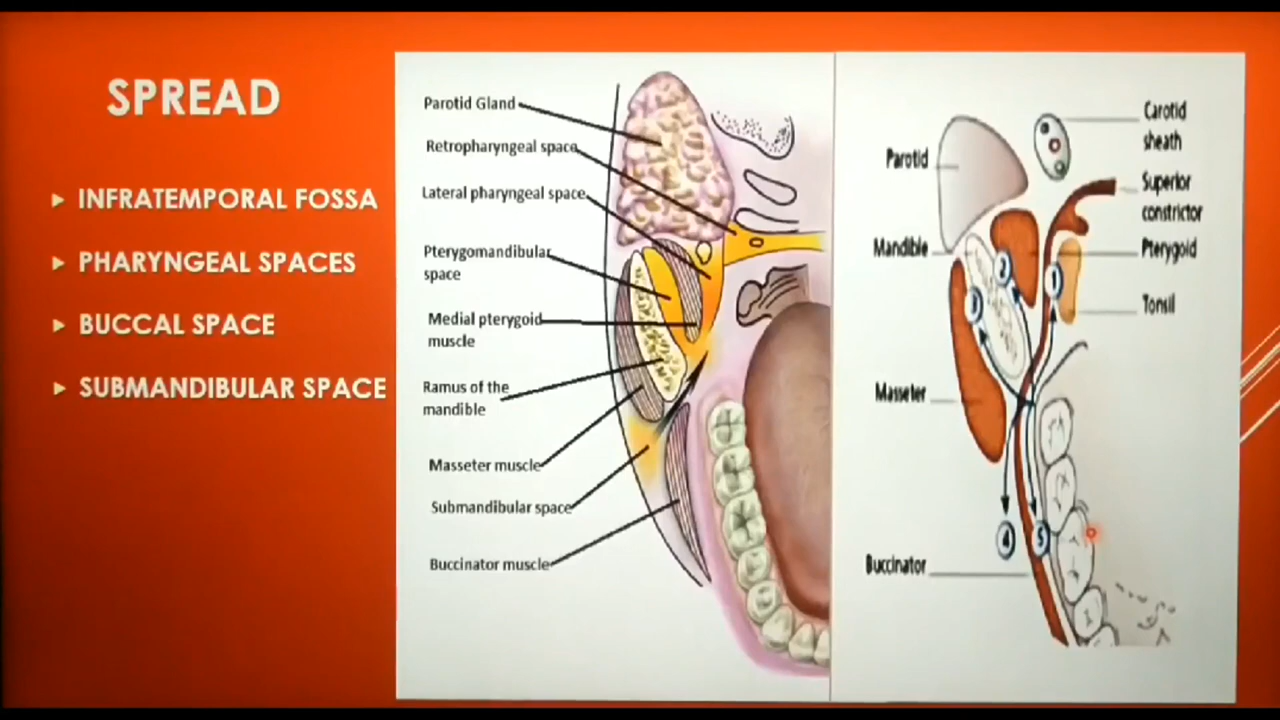 SPREAD
INFRATEMPORAL FOSSA
PHARYNGEAL SPACES
BUCCAL SPACE
SUBMANDIBULAR SPACE
Parotid Gland
Retropharyngeal space
Lateral pharyngeal space
Pterygomandibular
space
Medial pterygoid
muscle
Ramus of the
mandible
Masseter muscle
Submandibular space
Buccinator muscle
Carotid
sheath
Parotid
Superior
constrictor
Mandible
Pterygoid
2
1
3
Tonsil
Masseter
4
5
Buccinator